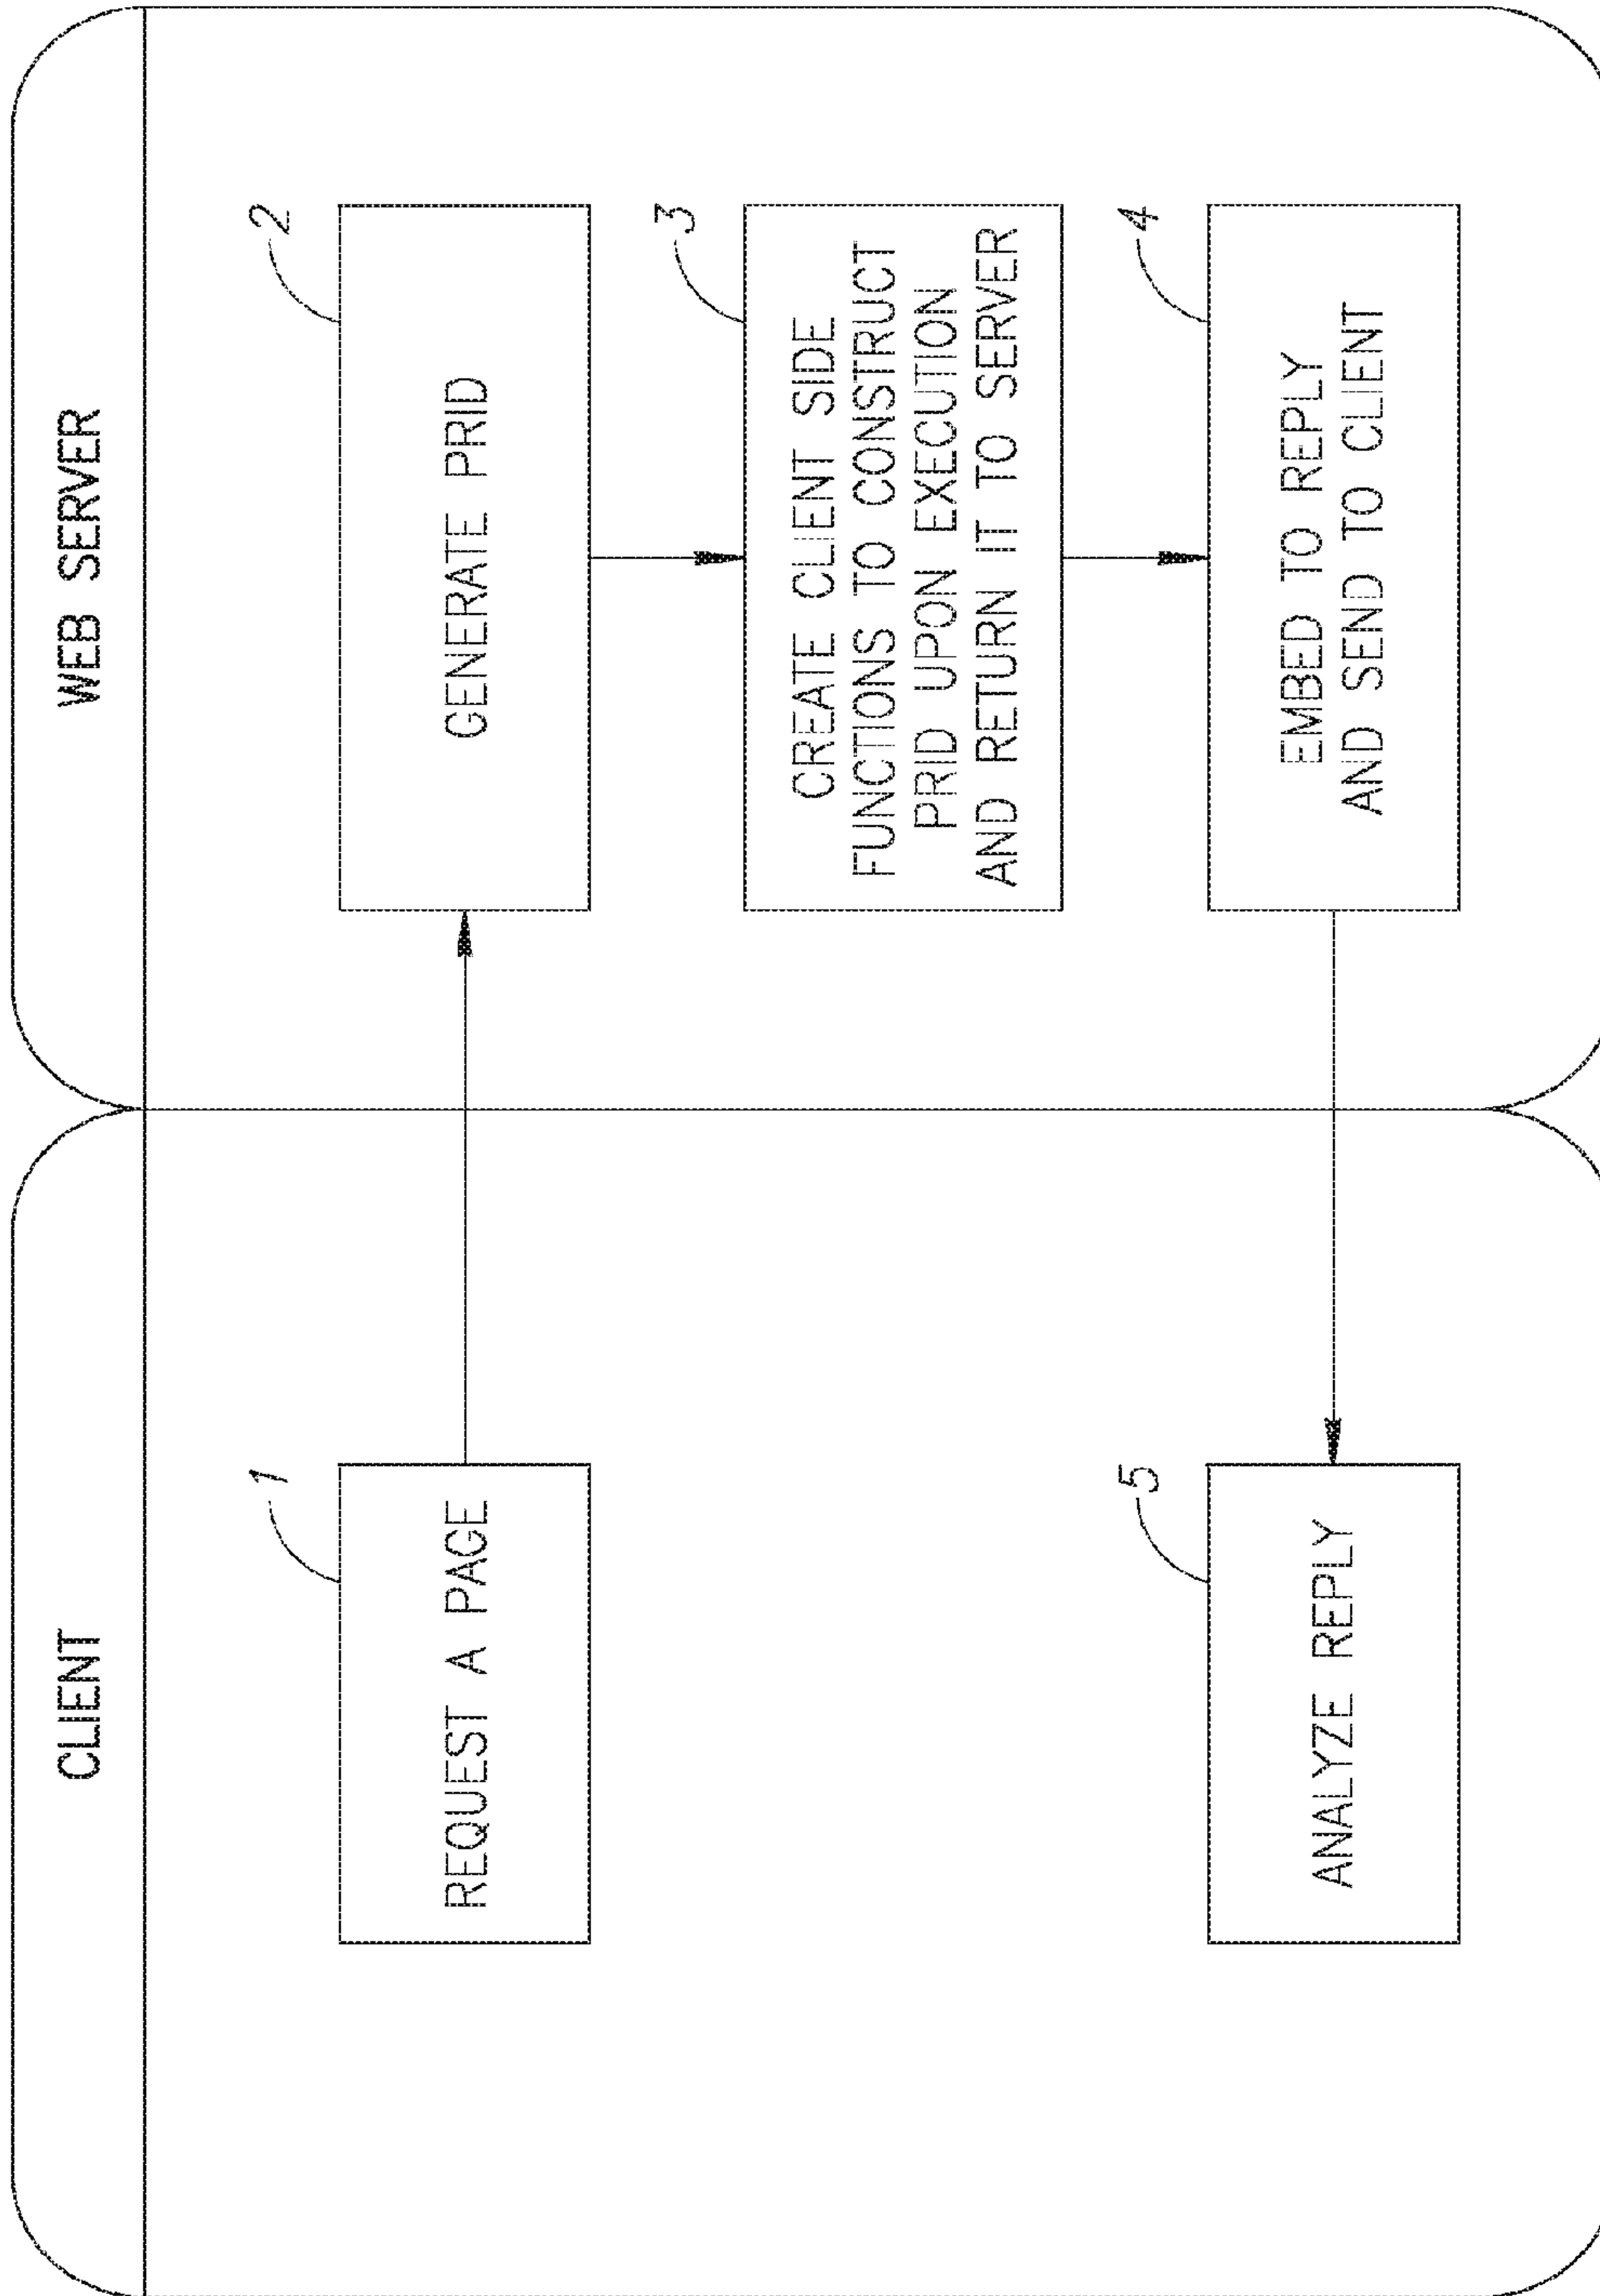 CLIENT
WEB SERVER
1
REQUEST A PAGE
2
GENERATE PRID
3
CREATE CLIENT SIDE
FUNCTIONS TO CONSTRUCT
PRID UPON EXECUTION
AND RETURN IT TO SERVER
4
EMBED TO REPLY
AND SEND TO CLIENT
5
ANALYZE REPLY